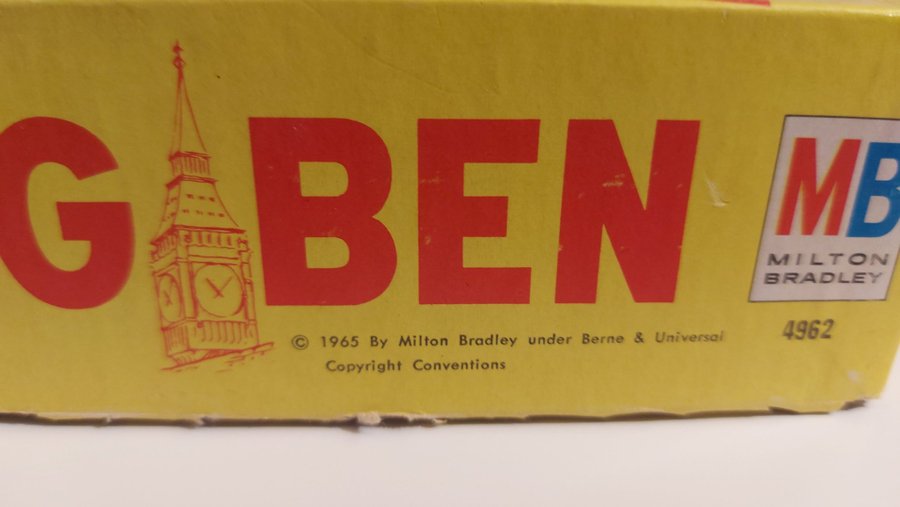 G BEN
MB
MILTON
BRADLEY
4962
© 1965 By Milton Bradley under Berne & Universal
Copyright Conventions